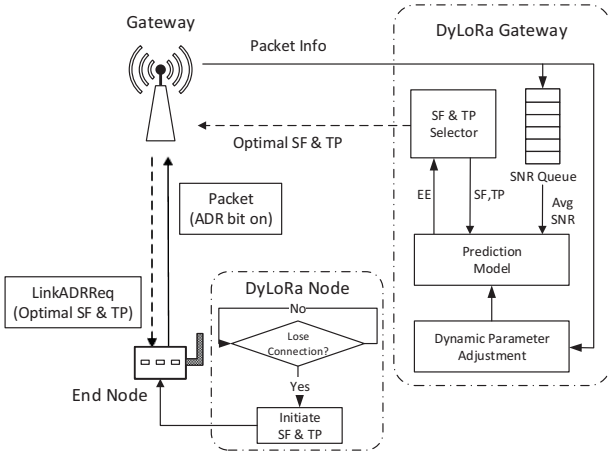 Gateway
Packet Info
DyLoRa Gateway
SF & TP
Selector
Optimal SF & TP
SNR Queue
EE
SF,TP
Avg
SNR
Packet
(ADR bit on)
Prediction
Model
LinkADRReq
(Optimal SF & TP)
DyLoRa Node
No
Lose
Connection?
Dynamic Parameter
Adjustment
End Node
Yes
Initiate
SF & TP